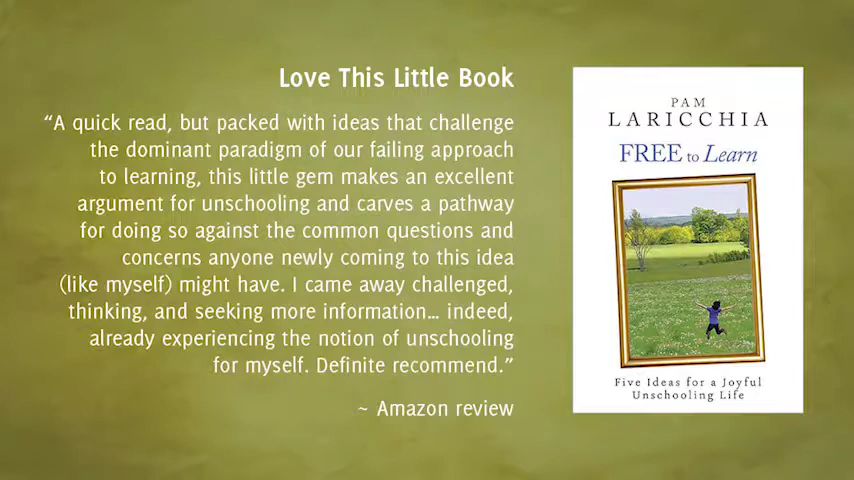 Love This Little Book
“A quick read, but packed with ideas that challenge
the dominant paradigm of our failing approach
to learning, this little gem makes an excellent
argument for unschooling and carves a pathway
for doing so against the common questions and
concerns anyone newly coming to this idea
(like myself) might have. I came away challenged,
thinking, and seeking more information... indeed,
already experiencing the notion of unschooling
for myself. Definite recommend.”
~ Amazon review
PAM
LARICCHIA
FREE to Learn
Five Ideas for a Joyful
Unschooling Life